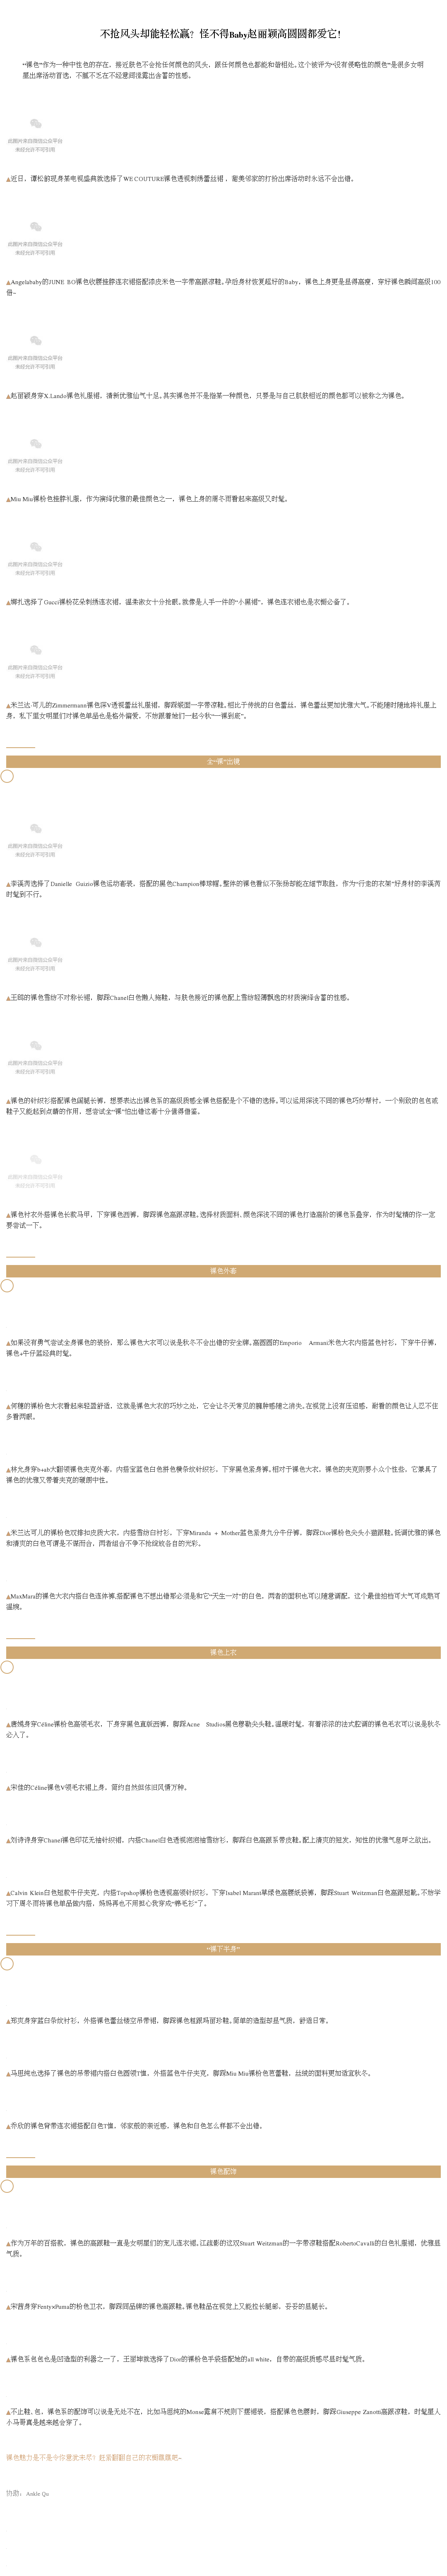 不抢风头却能轻松赢？怪不得Baby赵丽颖高圆圆都爱它！
“裸色”作为一种中性色的存在，接近肤色不会抢任何颜色的风头，跟任何颜色也都能和谐相处。这个被评为“没有侵略性的颜色”是很多女明
星出席活动首选，不腻不乏在不经意间流露出含蓄的性感。
此图片来自微信公众平台
未经允许不可引用
▲近日，谭松韵现身某电视盛典就选择了WE COUTURE裸色透视刺绣蕾丝裙，甜美邻家的打扮出席活动时永远不会出错。
此图片来自微信公众平台
未经允许不可引用
▲Angelababy的JUNE BO裸色收腰挂脖连衣裙搭配漆皮米色一字带高跟凉鞋。孕后身材恢复超好的Baby，裸色上身更是显得高瘦，穿好裸色瞬间高级100
倍~
此图片来自微信公众平台
未经允许不可引用
▲赵丽颖身穿X.Lando裸色礼服裙，清新优雅仙气十足。其实裸色并不是指某一种颜色，只要是与自己肌肤相近的颜色都可以被称之为裸色。
此图片来自微信公众平台
未经允许不可引用
▲Miu Miu裸粉色挂脖礼服，作为演绎优雅的最佳颜色之一，裸色上身的唐冬雨看起来高级又时髦。
此图片来自微信公众平台
未经允许不可引用
▲娜扎选择了Gucci裸粉花朵刺绣连衣裙，温柔淑女十分抢眼。就像是人手一件的“小黑裙”，裸色连衣裙也是衣橱必备了。
此图片来自微信公众平台
未经允许不可引用
▲米兰达·可儿的Zimmermann裸色深V透视蕾丝礼服裙，脚踩缎面一字带凉鞋。相比于传统的白色蕾丝，裸色蕾丝更加优雅大气。不能随时随地将礼服上
身，私下里女明星们对裸色单品也是格外偏爱，不妨跟着她们一起今秋“一裸到底”。
全“裸”出镜
此图片来自微信公众平台
未经允许不可引用
▲李溪芮选择了Danielle Guizio裸色运动套装，搭配的黑色Champion棒球帽。整体的裸色看似不张扬却能在细节取胜，作为“行走的衣架”好身材的李溪芮
时髦到不行。
此图片来自微信公众平台
未经允许不可引用
▲王鸥的裸色雪纺不对称长裙，脚踩Chanel白色懒人拖鞋，与肤色接近的裸色配上雪纺轻薄飘逸的材质演绎含蓄的性感。
此图片来自微信公众平台
未经允许不可引用
▲裸色的针织衫搭配裸色阔腿长裤，想要表达出裸色系的高级质感全裸色搭配是个不错的选择。可以运用深浅不同的裸色巧妙帮衬，一个别致的包包或
鞋子又能起到点睛的作用，想尝试全“裸”怕出错这套十分值得借鉴。
此图片来自微信公众平台
未经允许不可引用
▲裸色衬衣外搭裸色长款马甲，下穿裸色西裤，脚踩裸色高跟凉鞋。选择材质面料、颜色深浅不同的裸色打造高阶的裸色系叠穿，作为时髦精的你一定
要尝试一下。
裸色外套
▲如果没有勇气尝试全身裸色的装扮，那么裸色大衣可以说是秋冬不会出错的安全牌。高圆圆的Emporio Armani米色大衣内搭蓝色衬衫，下穿牛仔裤，
裸色+牛仔蓝经典时髦。
▲何穗的裸粉色大衣看起来轻盈舒适，这就是裸色大衣的巧妙之处，它会让冬天常见的臃肿感随之消失。在视觉上没有压迫感，耐看的颜色让人忍不住
多看两眼。
▲林允身穿b+ab大翻领裸色夹克外套，内搭宝蓝色白色拼色横条纹针织衫，下穿黑色紧身裤。相对于裸色大衣，裸色的夹克则要小众个性些，它兼具了
裸色的优雅又带着夹克的硬朗中性。
▲米兰达可儿的裸粉色双排扣皮质大衣，内搭雪纺白衬衫，下穿Miranda + Mother蓝色紧身九分牛仔裤，脚踩Dior裸粉色尖头小猫跟鞋。低调优雅的裸色
和清爽的白色可谓是不谋而合，两者组合不争不抢绽放各自的光彩。
▲MaxMara的裸色大衣内搭白色连体裤。搭配裸色不想出错那必须是和它“天生一对”的白色，两者的面积也可以随意调配，这个最佳拍档可大气可成熟可
温婉。
裸色上衣
▲唐嫣身穿Céline裸粉色高领毛衣，下身穿黑色直版西裤，脚踩Acne Studios黑色穆勒尖头鞋。温暖时髦，有着浓浓的法式腔调的裸色毛衣可以说是秋冬
必入了。
▲宋佳的Céline裸色V领毛衣裙上身，简约自然但依旧风情万种。
▲刘诗诗身穿Chanel裸色印花无袖针织裙，内搭Chanel白色透视泡泡袖雪纺衫，脚踩白色高跟系带皮鞋。配上清爽的短发，知性的优雅气息呼之欲出。
▲Calvin Klein白色短款牛仔夹克，内搭Topshop裸粉色透视高领针织衫，下穿Isabel Marant草绿色高腰纸袋裤，脚踩Stuart Weitzman白色高跟短靴。不妨学
习下周冬雨将裸色单品做内搭，妈妈再也不用担心我穿成“裸毛衫”了。
“裸下半身”
▲郑爽身穿蓝白条纹衬衫，外搭裸色蕾丝镂空吊带裙，脚踩裸色粗跟玛丽珍鞋。简单的造型却显气质，舒适日常。
▲马思纯也选择了裸色的吊带裙内搭白色圆领T恤，外搭蓝色牛仔夹克，脚踩Miu Miu裸粉色芭蕾鞋，丝绒的面料更加适宜秋冬。
▲乔欣的裸色背带连衣裙搭配白色T恤，邻家般的亲近感，裸色和白色怎么样都不会出错。
裸色配饰
▲作为万年的百搭款，裸色的高跟鞋一直是女明星们的宠儿连衣裙。江疏影的这双Stuart Weitzman的一字带凉鞋搭配RobertoCavalli的白色礼服裙，优雅显
气质。
▲宋茜身穿Fenty×Puma的粉色卫衣，脚踩同品牌的裸色高跟鞋。裸色鞋品在视觉上又能拉长腿部，妥妥的显腿长。
▲裸色系包包也是凹造型的利器之一了，王丽坤就选择了Dior的裸粉色手袋搭配她的all white，自带的高级质感尽显时髦气质。
▲不止鞋、包，裸色系的配饰可以说是无处不在，比如马思纯的Monse露肩不规则下摆裙装，搭配裸色色腰封，脚踩Giuseppe Zanotti高跟凉鞋，时髦星人
小马哥真是越来越会穿了。
裸色魅力是不是令你意犹未尽？赶紧翻翻自己的衣橱蠢蠢吧~
协助：Ankle Qu